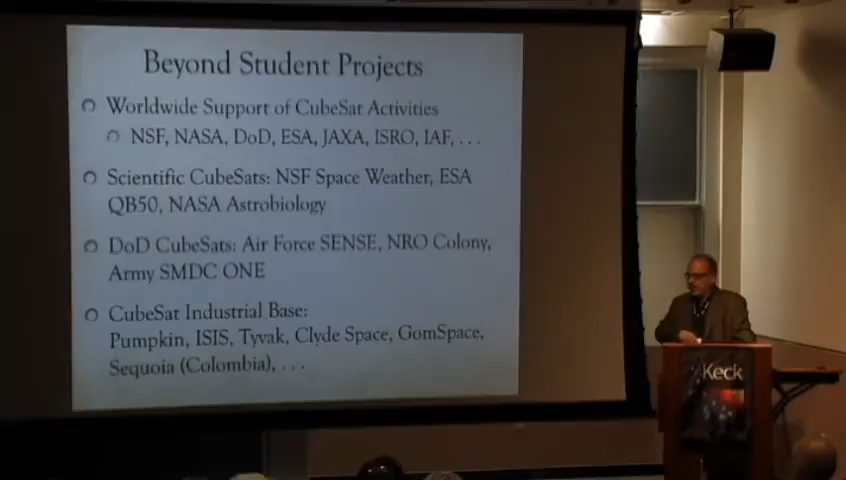 Beyond Student Projects
Worldwide Support of CubeSat Activities
NSF, NASA, DoD, ESA, JAXA, ISRO, IAF, . . .
Scientific CubeSats: NSF Space Weather, ESA
QB50, NASA Astrobiology
DoD CubeSats: Air Force SENSE, NRO Colony,
Army SMDC ONE
CubeSat Industrial Base:
Pumpkin, ISIS, Tyvak, Clyde Space, GomSpace,
Sequoia (Colombia), . . .
Keck